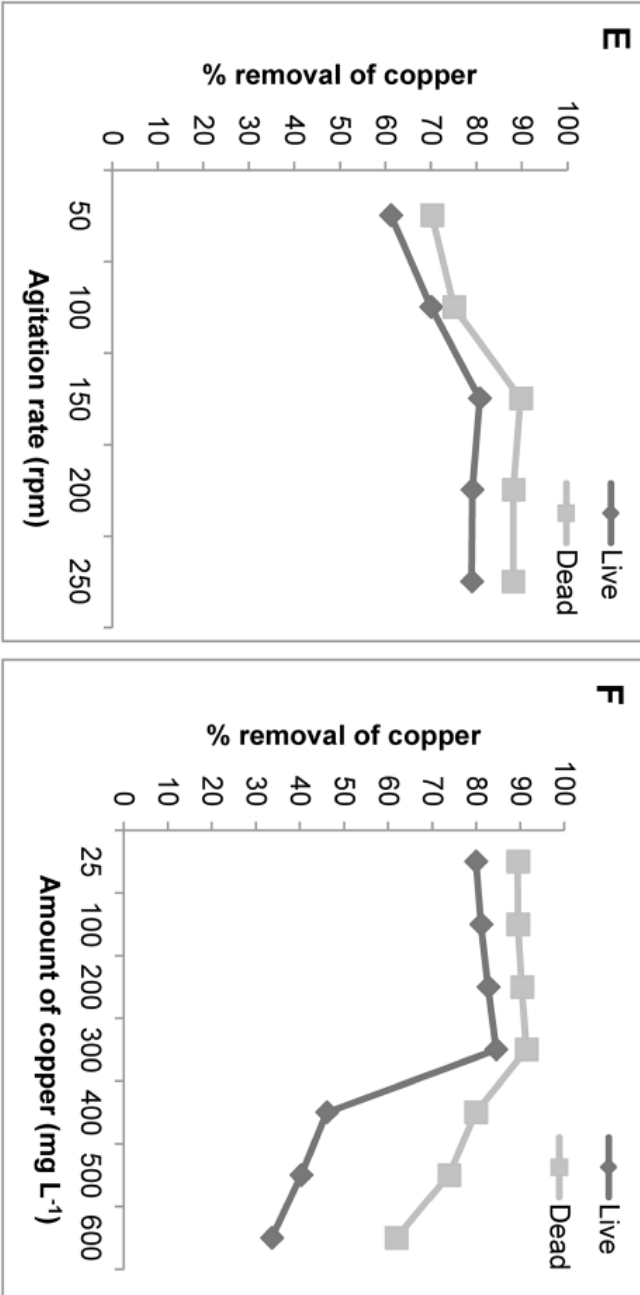 E
% removal of copper
100
90
80
70
60
50
40
30
20
10
0
50 100 150 200 250
Agitation rate (rpm)
Live
Dead
F
% removal of copper
100
90
80
70
60
50
40
30
20
10
0
25 100 200 300 400 500 600
Amount of copper (mg L⁻¹)
Live
Dead